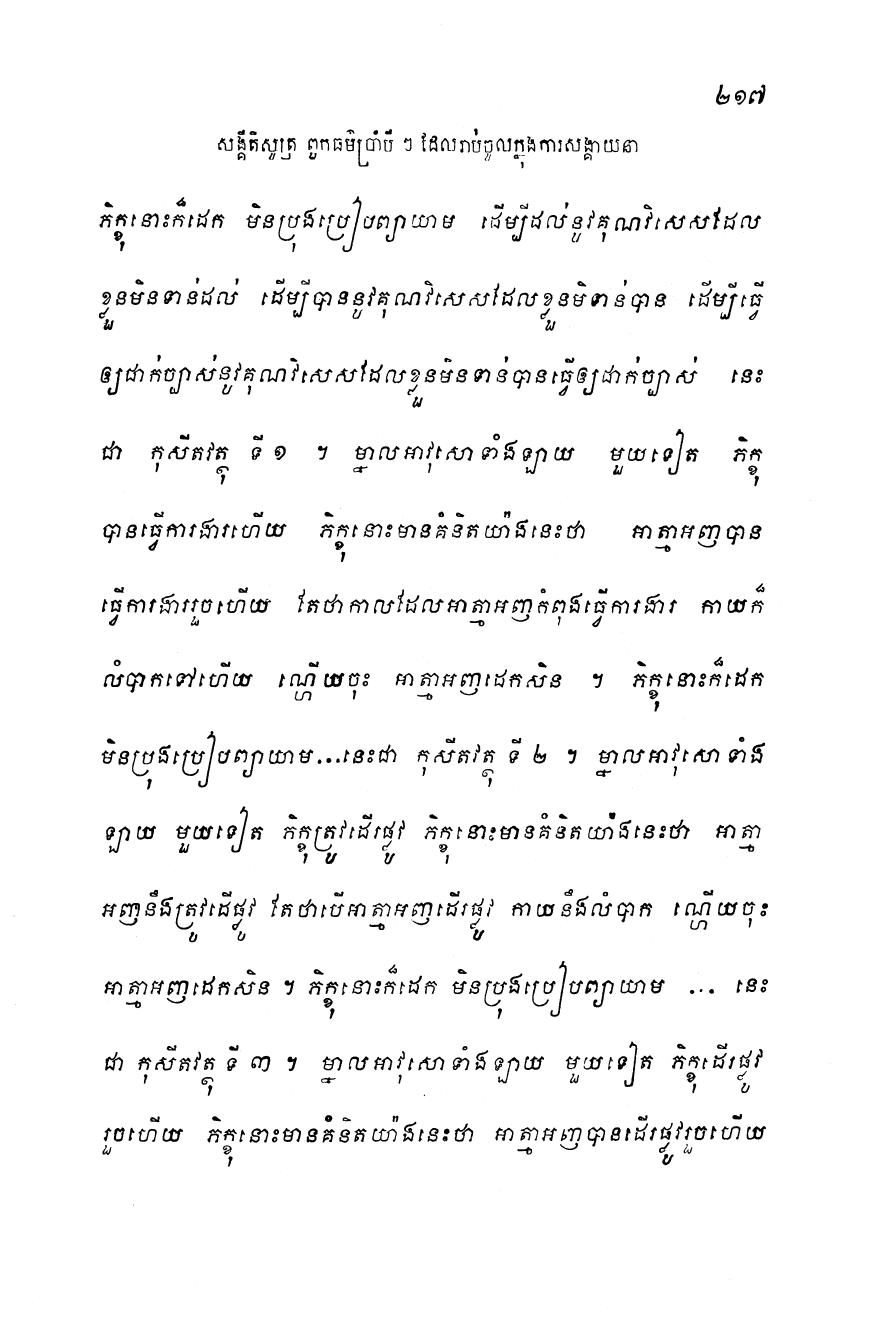 ២១៧
សង្គីតិសូត្រ ពួកធម៌ប្រាំបី ៗ ដែលរាប់ចូលក្នុងការសង្គាយនា
ភិក្ខុនោះក៏ដេក មិនប្រុងប្រៀបព្យាយាម ដើម្បីដល់នូវគុណវិសេសដែល
ខ្លួនមិនទាន់ដល់ ដើម្បីបាននូវគុណវិសេសដែលខ្លួនមិទាន់បាន ដើម្បីធ្វើ
ឲ្យជាក់ច្បាស់នូវគុណវិសេសដែលខ្លួនមិនទាន់បានធ្វើឲ្យជាក់ច្បាស់ នេះ
ជា កុសីតវត្ថុ ទី ១ ។ ម្នាលអាវុសោទាំងឡាយ មួយទៀត ភិក្ខុ
បានធ្វើការងារហើយ ភិក្ខុនោះមានគំនិតយ៉ាងនេះថា អាត្មាអញបាន
ធ្វើការងាររួចហើយ តែថាកាលដែលអាត្មាអញកំពុងធ្វើការងារ កាយក៏
លំបាកទៅហើយ ណ្ហើយចុះ អាត្មាអញដេកសិន ។ ភិក្ខុនោះក៏ដេក
មិនប្រុងប្រៀបព្យាយាម...នេះជា កុសីតវត្ថុ ទី ២ ។ ម្នាលអាវុសោទាំង
ឡាយ មួយទៀត ភិក្ខុត្រូវដើរផ្លូវ ភិក្ខុនោះមានគំនិតយ៉ាងនេះថា អាត្មា
អញនឹងត្រូវដើផ្លូវ តែថាបើអាត្មាអញដើរផ្លូវ កាយនឹងលំបាក ណ្ហើយចុះ
អាត្មាអញដេកសិន ។ ភិក្ខុនោះក៏ដេក មិនប្រុងប្រៀបព្យាយាម ... នេះ
ជា កុសីតវត្ថុ ទី ៣ ។ ម្នាលអាវុសោទាំងឡាយ មួយទៀត ភិក្ខុដើរផ្លូវ
រួចហើយ ភិក្ខុនោះមានគំនិតយ៉ាងនេះថា អាត្មាអញបានដើរផ្លូវរួចហើយ